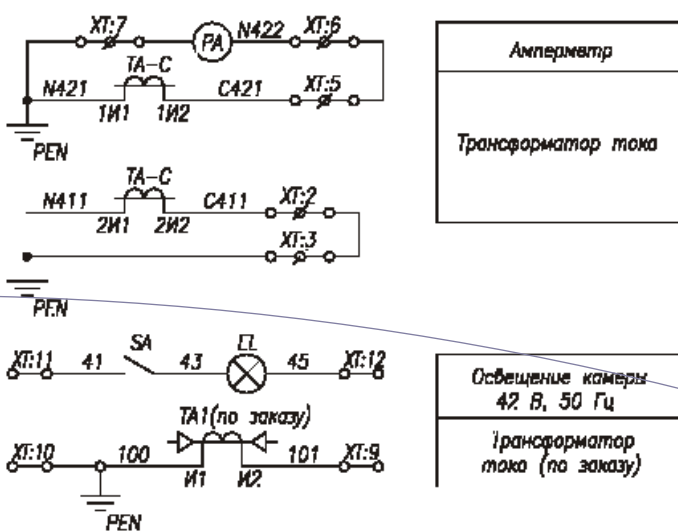 XT:7
PA
N422
XT:6
Амперметр
N421
TA-C
C421
XT:5
1И1
1И2
PEN
Трансформатор тока
N411
TA-C
C411
XT:2
2И1
2И2
XT:3
PEN
XT:11
41
SA
43
EL
45
XT:12
Освещение камеры
42 В, 50 Гц
TA1(по заказу)
XT:10
100
И1
И2
101
XT:9
Трансформатор
тока (по заказу)
PEN